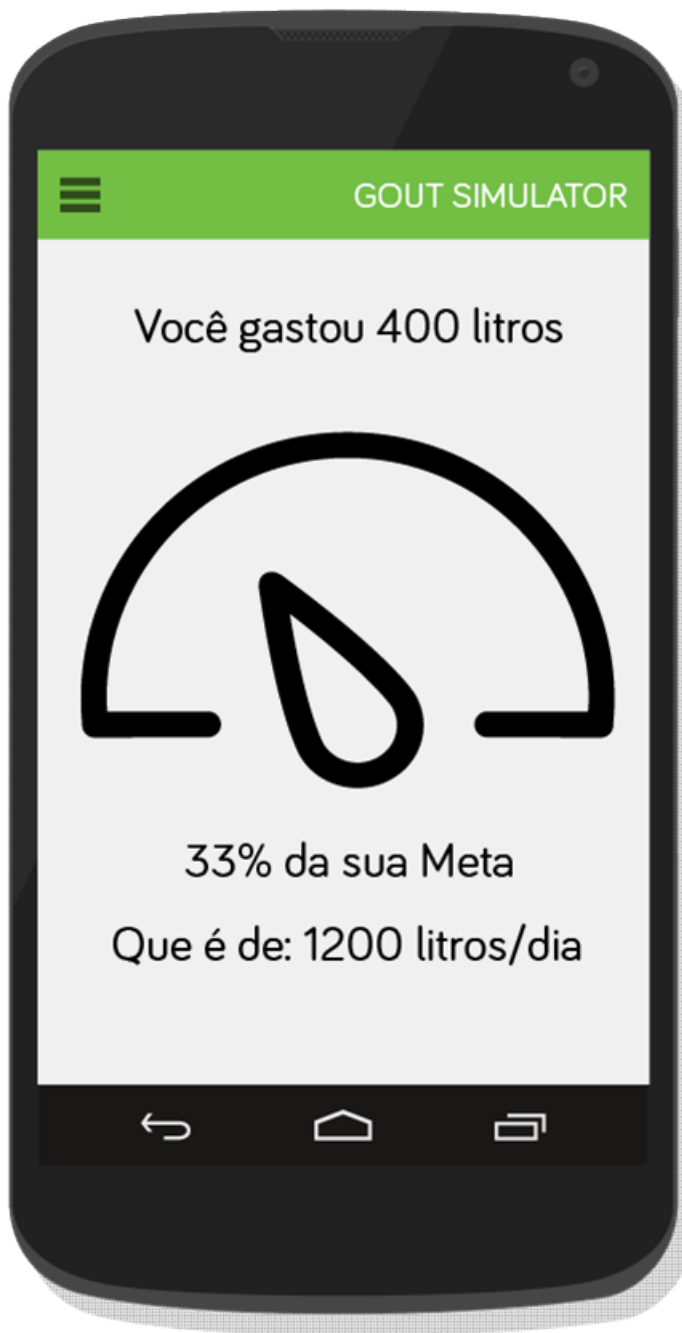 GOUT SIMULATOR
Você gastou 400 litros
33% da sua Meta
Que é de: 1200 litros/dia